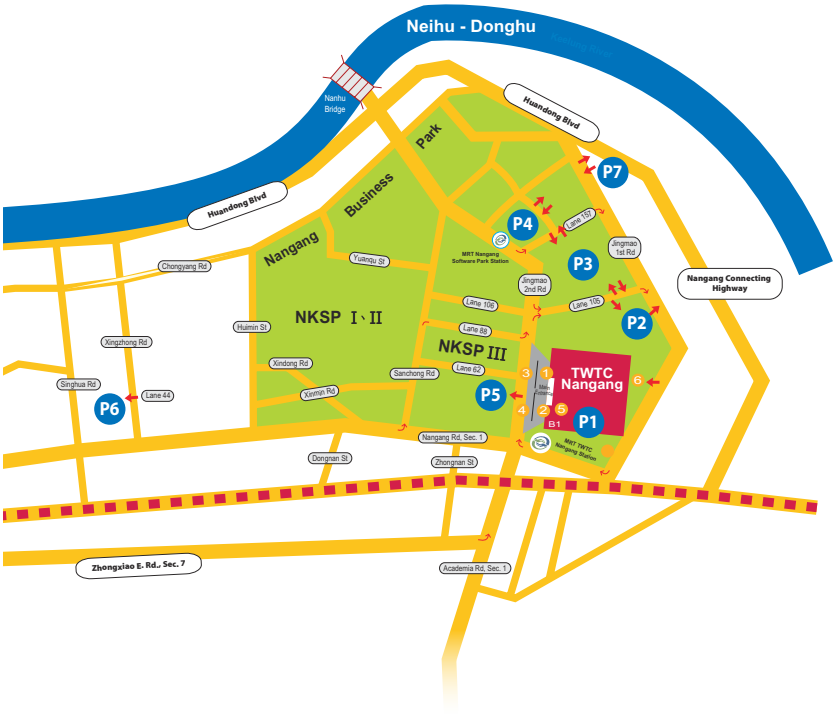 Neihu - Donghu
Nanhu
Bridge
Huandong Blvd
Park
P7
Business
Huandong Blvd
P4
Lane 157
Nangang
MRT Nangang
Software Park Station
Jingmao
1st Rd
Yuanqu St
P3
Chongyang Rd
Jingmao
2nd Rd
Nangang Connecting
Highway
Lane 106
Lane 105
NKSP I、II
Huimin St
Lane 88
P2
Xingzhong Rd
NKSP III
Xindong Rd
Sanchong Rd
Lane 62
3
1
TWTC
Nangang
6
Singhua Rd
Lane 44
Xinmin Rd
P5
Main
Entrance
P6
4
2
5
P1
B1
Nangang Rd, Sec. 1
MRT TWTC
Nangang Station
Dongnan St
Zhongnan St
Zhongxiao E. Rd., Sec. 7
Academia Rd, Sec. 1